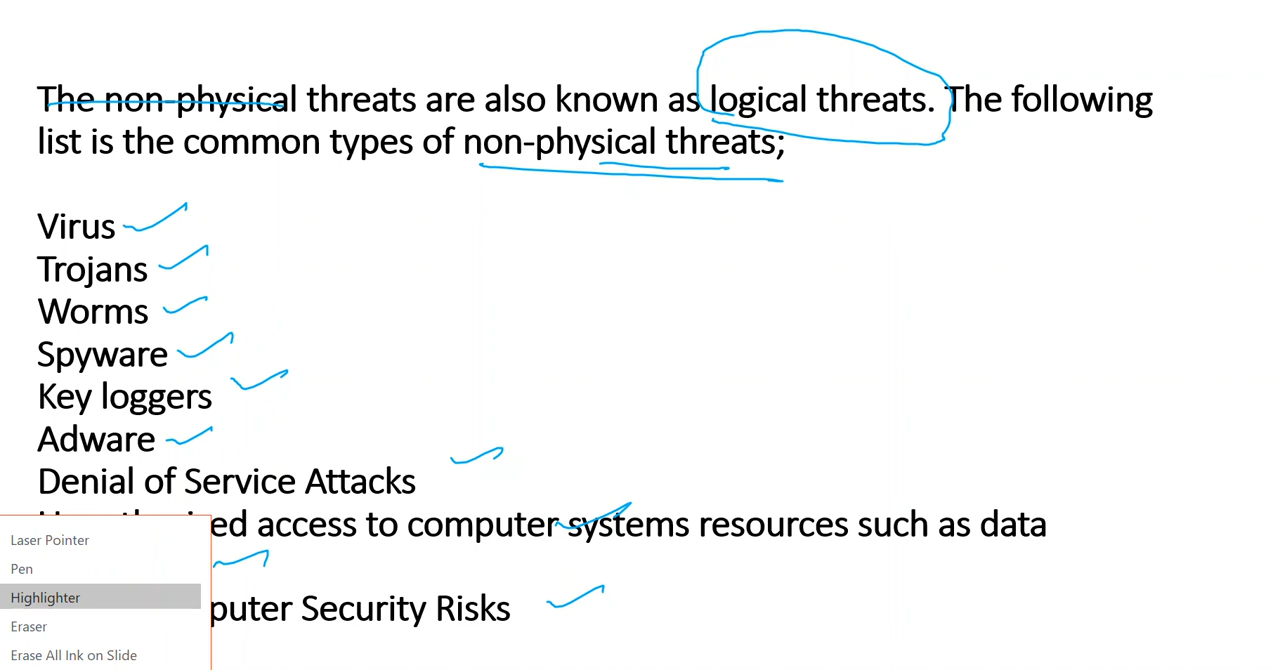 The non-physical threats are also known as logical threats. The following
list is the common types of non-physical threats;
Virus
Trojans
Worms
Spyware
Key loggers
Adware
Denial of Service Attacks
access to computer systems resources such as data
Security Risks
Laser Pointer
Pen
Highlighter
Eraser
Erase All Ink on Slide